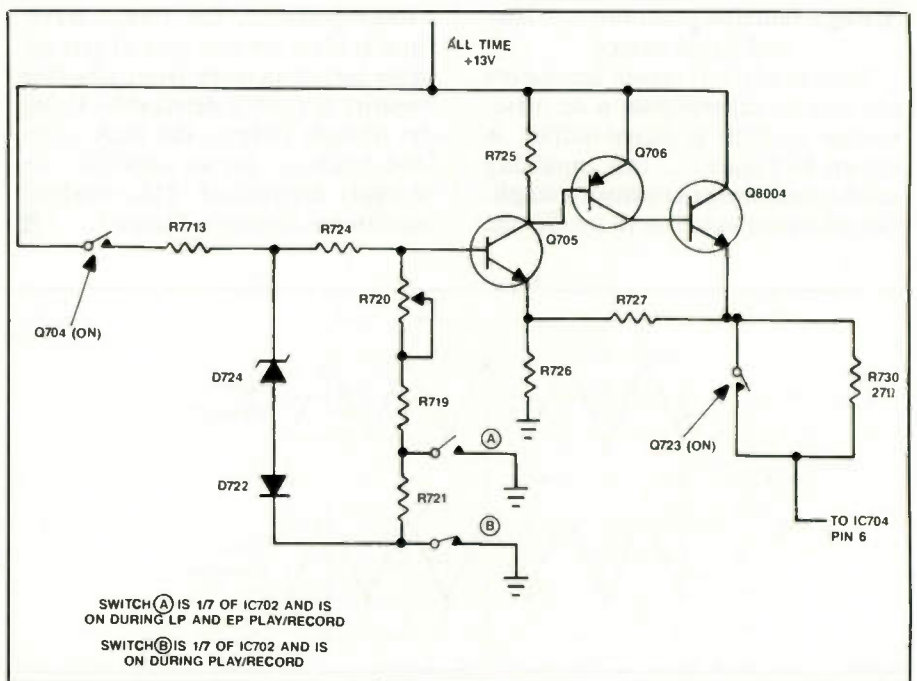 ALL TIME
+13V
R725
Q706
Q8004
Q705
R7713
R724
R720
R727
Q704 (ON)
D724
R726
R730
27Ω
R719
Q723 (ON)
A
D722
R721
B
TO IC704
PIN 6
SWITCH A IS 1/7 OF IC702 AND IS
ON DURING LP AND EP PLAY/RECORD
SWITCH B IS 1/7 OF IC702 AND IS
ON DURING PLAY/RECORD